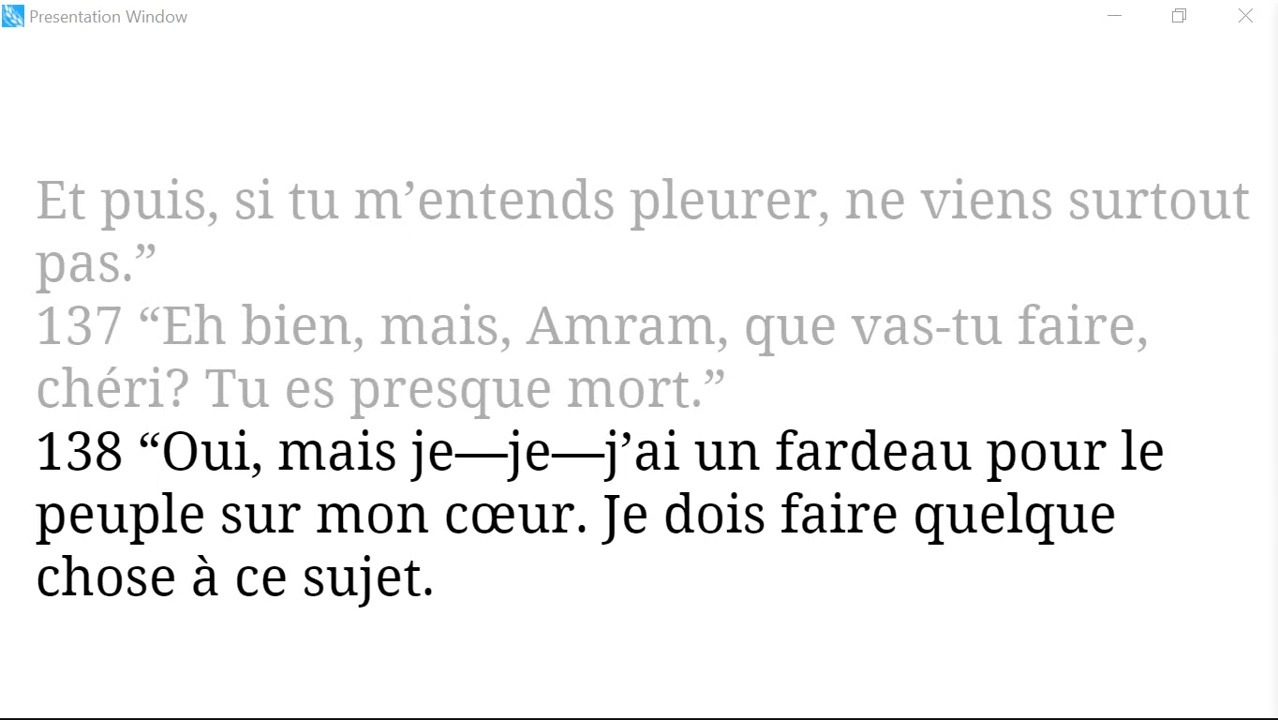 Presentation Window
Et puis, si tu m’entends pleurer, ne viens surtout
pas.”
137 “Eh bien, mais, Amram, que vas-tu faire,
chéri? Tu es presque mort.”
138 “Oui, mais je—je—j’ai un fardeau pour le
peuple sur mon cœur. Je dois faire quelque
chose à ce sujet.